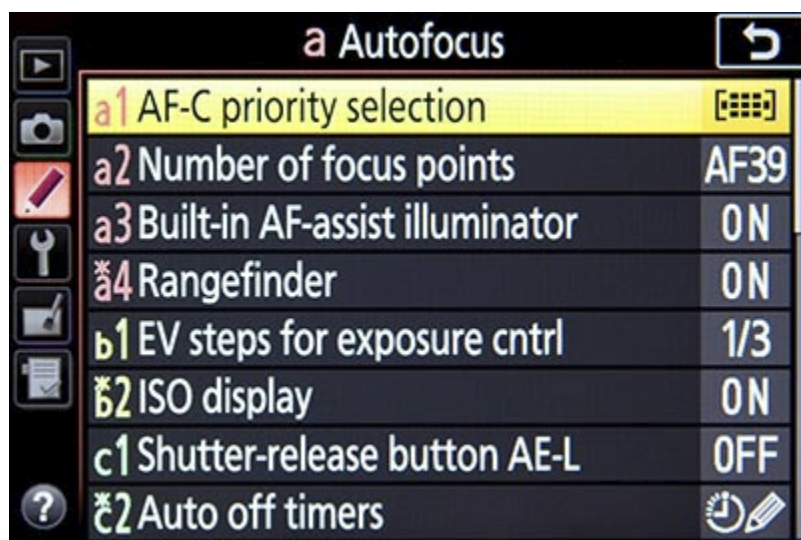 a Autofocus
a1 AF-C priority selection
a2 Number of focus points AF39
a3 Built-in AF-assist illuminator ON
*a4 Rangefinder ON
b1 EV steps for exposure cntrl 1/3
*b2 ISO display ON
c1 Shutter-release button AE-L OFF
*c2 Auto off timers
?